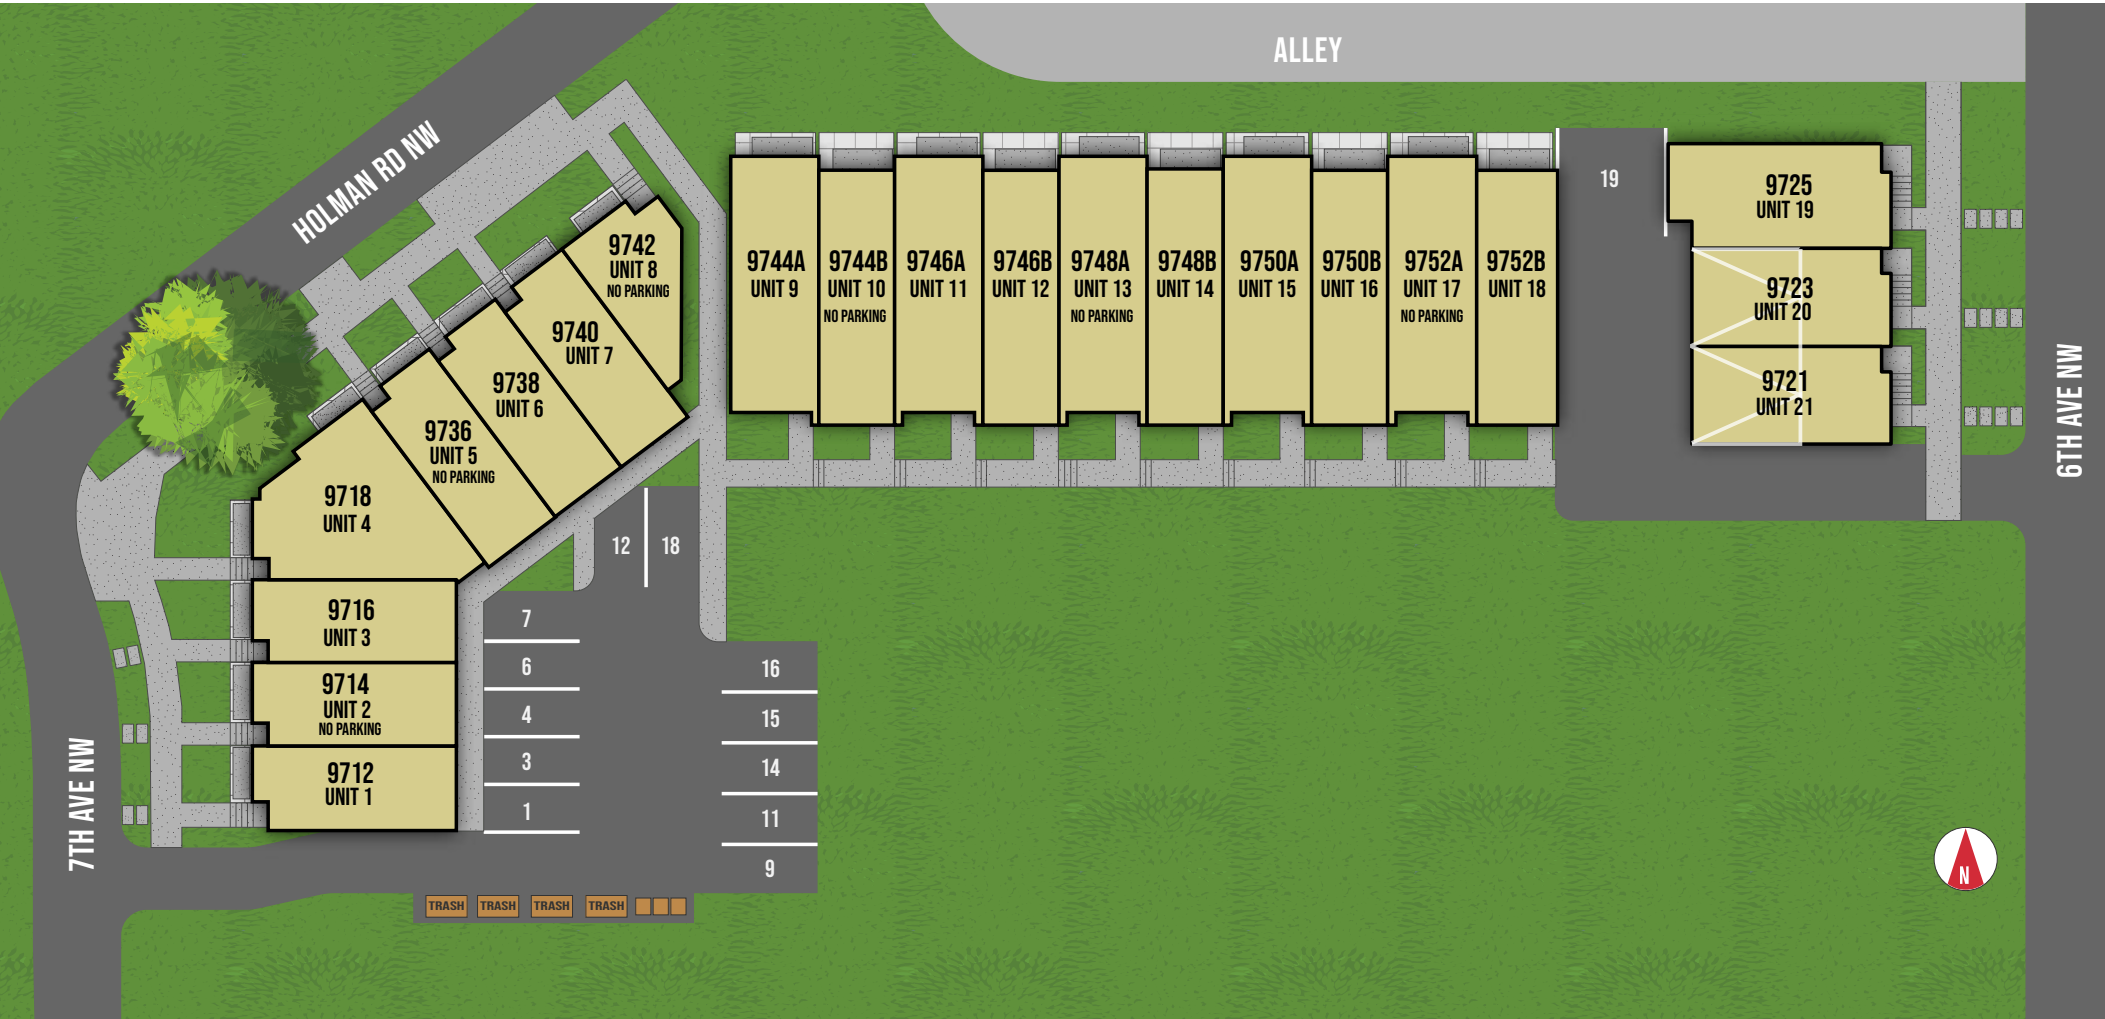 ALLEY
HOLMAN RD NW
7TH AVE NW
6TH AVE NW
9742
UNIT 8
NO PARKING
9740
UNIT 7
9738
UNIT 6
9736
UNIT 5
NO PARKING
9718
UNIT 4
9716
UNIT 3
9714
UNIT 2
NO PARKING
9712
UNIT 1
9744A
UNIT 9
9744B
UNIT 10
NO PARKING
9746A
UNIT 11
9746B
UNIT 12
9748A
UNIT 13
NO PARKING
9748B
UNIT 14
9750A
UNIT 15
9750B
UNIT 16
9752A
UNIT 17
NO PARKING
9752B
UNIT 18
19
9725
UNIT 19
9723
UNIT 20
9721
UNIT 21
12
18
7
6
4
3
1
16
15
14
11
9
TRASH
TRASH
TRASH
TRASH
N